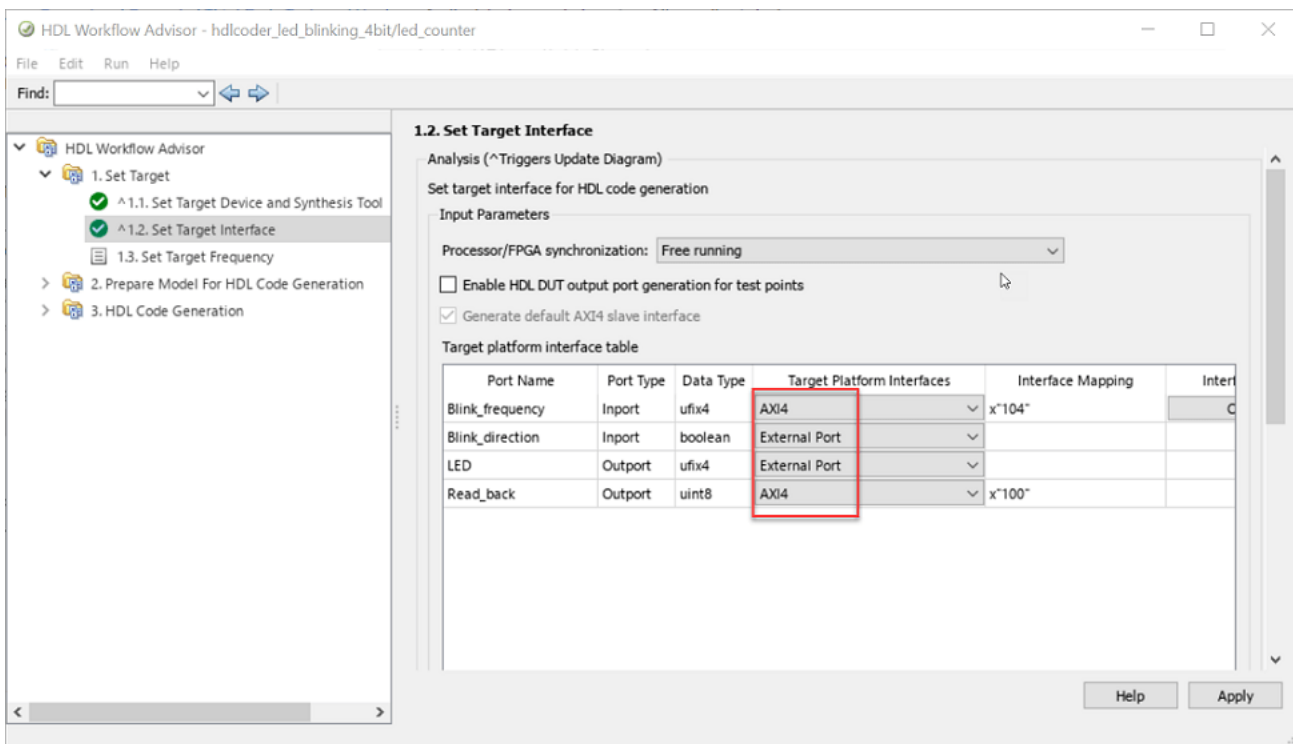 HDL Workflow Advisor - hdlcoder_led_blinking_4bit/led_counter
File Edit Run Help
Find:
HDL Workflow Advisor
1. Set Target
^1.1. Set Target Device and Synthesis Tool
^1.2. Set Target Interface
1.3. Set Target Frequency
2. Prepare Model For HDL Code Generation
3. HDL Code Generation
1.2. Set Target Interface
Analysis (^Triggers Update Diagram)
Set target interface for HDL code generation
Input Parameters
Processor/FPGA synchronization: Free running
Enable HDL DUT output port generation for test points
Generate default AXI4 slave interface
Target platform interface table
Port Name Port Type Data Type Target Platform Interfaces Interface Mapping
Blink_frequency Inport ufix4 AXI4 x"104"
Blink_direction Inport boolean External Port
LED Outport ufix4 External Port
Read_back Outport uint8 AXI4 x"100"
Help Apply